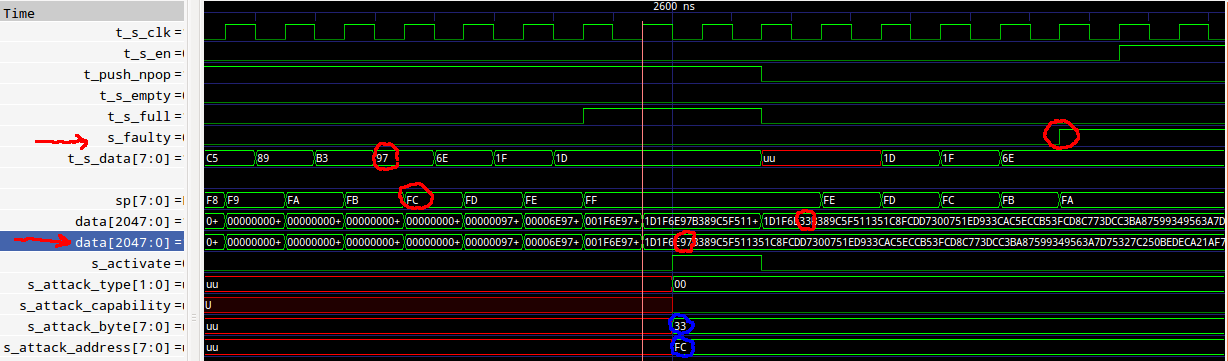 2600 ns
Time
t_s_clk =
t_s_en =
t_push_npop =
t_s_empty =
t_s_full =
s_faulty =
t_s_data[7:0] = C5 89 B3 97 6E 1F 1D uu 1D 1F 6E
sp[7:0] = F8 F9 FA FB FC FD FE FF FE FD FC FB FA
data[2047:0] = 0+ 00000000+ 00000000+ 00000000+ 00000000+ 00000097+ 00006E97+ 001F6E97+ 1D1F6E97B389C5F511+
data[2047:0] = 0+ 00000000+ 00000000+ 00000000+ 00000000+ 00000097+ 00006E97+ 001F6E97+
s_activate =
s_attack_type[1:0] = uu 00
s_attack_capability = U
s_attack_byte[7:0] = uu 33
s_attack_address[7:0] = uu FC